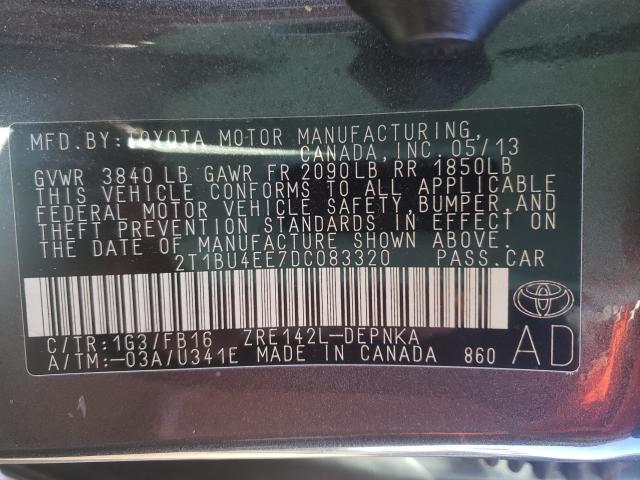 MFD.BY:TOYOTA MOTOR MANUFACTURING,
CANADA, INC. 05/13
GVWR 3840 LB GAWR FR 2090LB RR 1850LB
THIS VEHICLE CONFORMS TO ALL APPLICABLE
FEDERAL MOTOR VEHICLE SAFETY, BUMPER, AND
THEFT PREVENTION STANDARDS IN EFFECT ON
THE DATE OF MANUFACTURE SHOWN ABOVE.
2T1BU4EE7DC083320 PASS.CAR
C/TR:1G3/FB16 ZRE142L-DEPNKA
A/TM:-03A/U341E MADE IN CANADA 860
AD